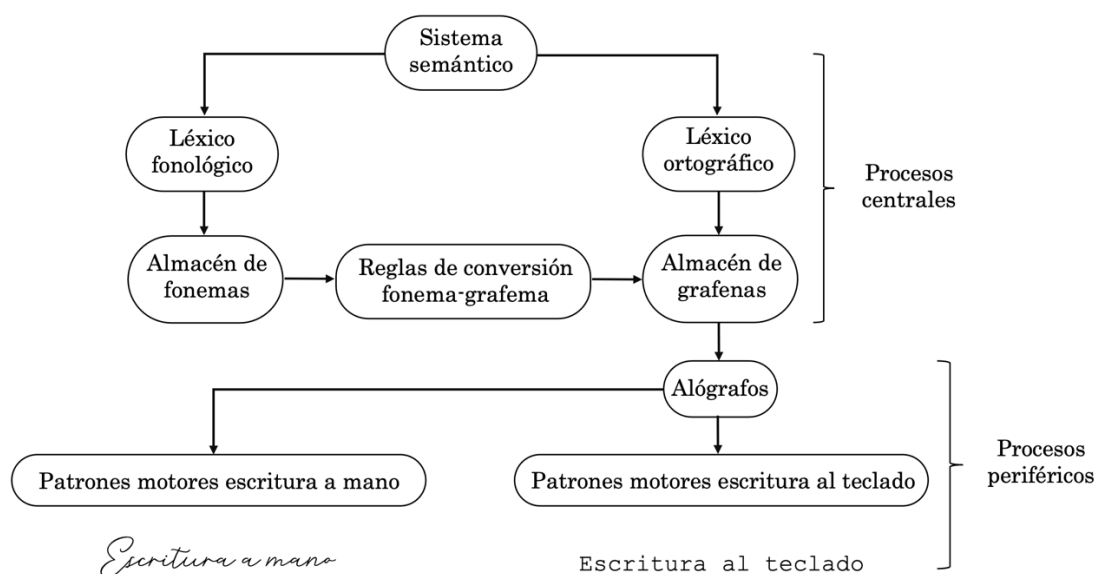 Sistema
semántico
Léxico
fonológico
Léxico
ortográfico
Procesos
centrales
Almacén de
fonemas
Reglas de conversión
fonema-grafema
Almacén de
grafenas
Alógrafos
Procesos
periféricos
Patrones motores escritura a mano
Patrones motores escritura al teclado
Escritura a mano
Escritura al teclado